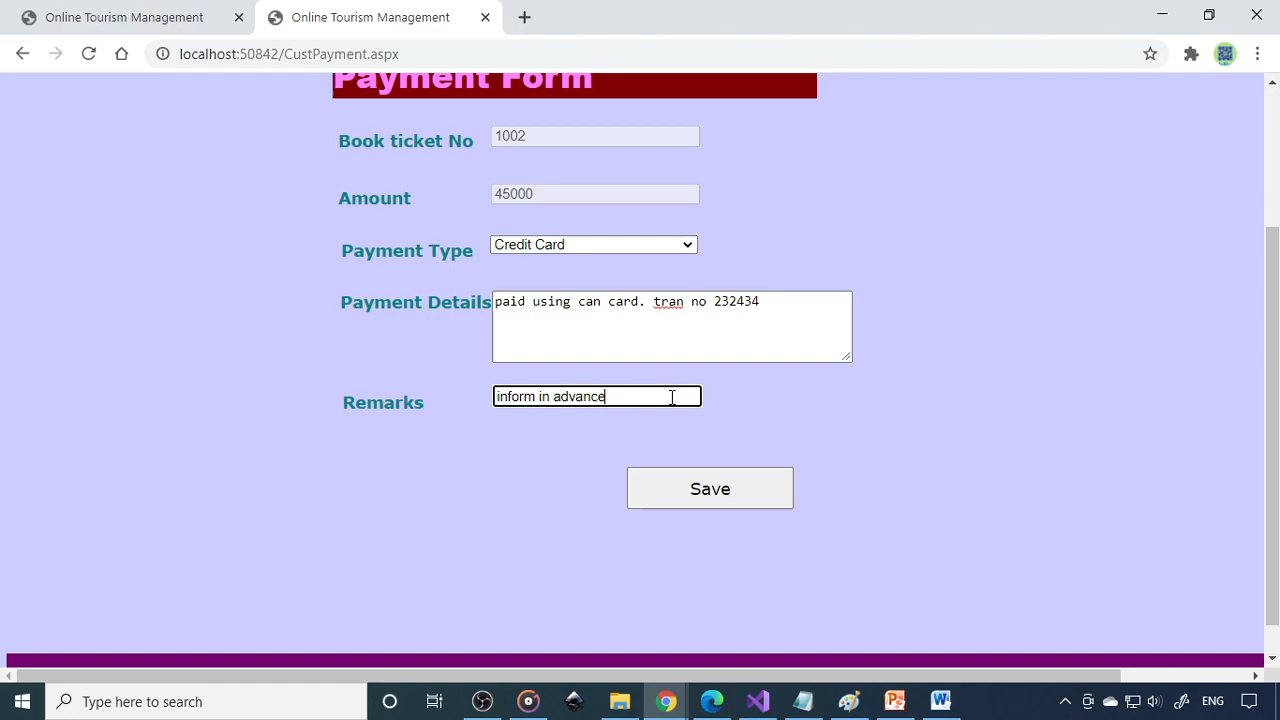 Online Tourism Management
Online Tourism Management
localhost:50842/CustPayment.aspx
Payment Form
Book ticket No 1002
Amount 45000
Payment Type Credit Card
Payment Details paid using can card. tran no 232434
Remarks inform in advance
Save
Type here to search
ENG